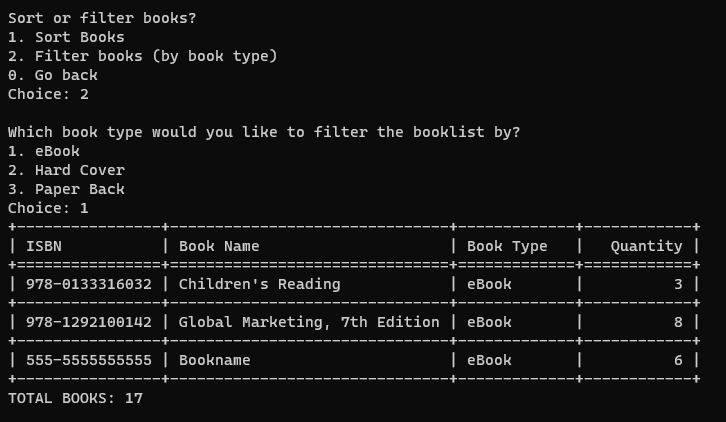 Sort or filter books?
1. Sort Books
2. Filter books (by book type)
0. Go back
Choice: 2

Which book type would you like to filter the booklist by?
1. eBook
2. Hard Cover
3. Paper Back
Choice: 1
+----------------+-------------------------------+-------------+------------+
| ISBN           | Book Name                     | Book Type   |   Quantity |
+================+===============================+=============+============+
| 978-0133316032 | Children's Reading            | eBook       |          3 |
+----------------+-------------------------------+-------------+------------+
| 978-1292100142 | Global Marketing, 7th Edition | eBook       |          8 |
+----------------+-------------------------------+-------------+------------+
| 555-5555555555 | Bookname                      | eBook       |          6 |
+----------------+-------------------------------+-------------+------------+
TOTAL BOOKS: 17